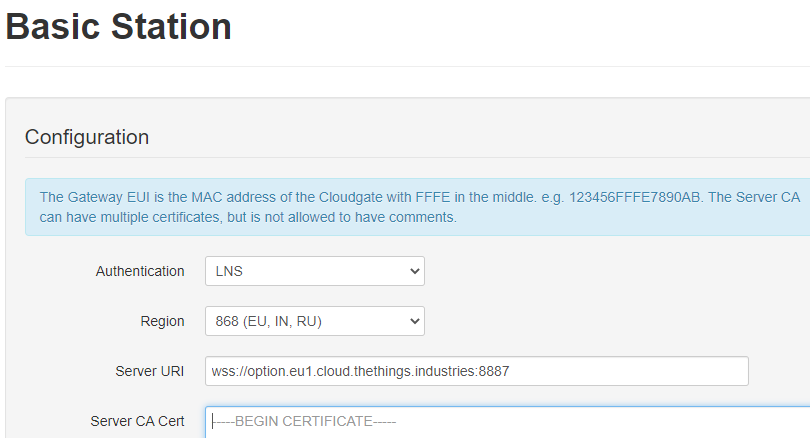 Basic Station
Configuration
The Gateway EUI is the MAC address of the Cloudgate with FFFE in the middle. e.g. 123456FFFE7890AB. The Server CA
can have multiple certificates, but is not allowed to have comments.
Authentication LNS
Region 868 (EU, IN, RU)
Server URI wss://option.eu1.cloud.thethings.industries:8887
Server CA Cert -----BEGIN CERTIFICATE-----